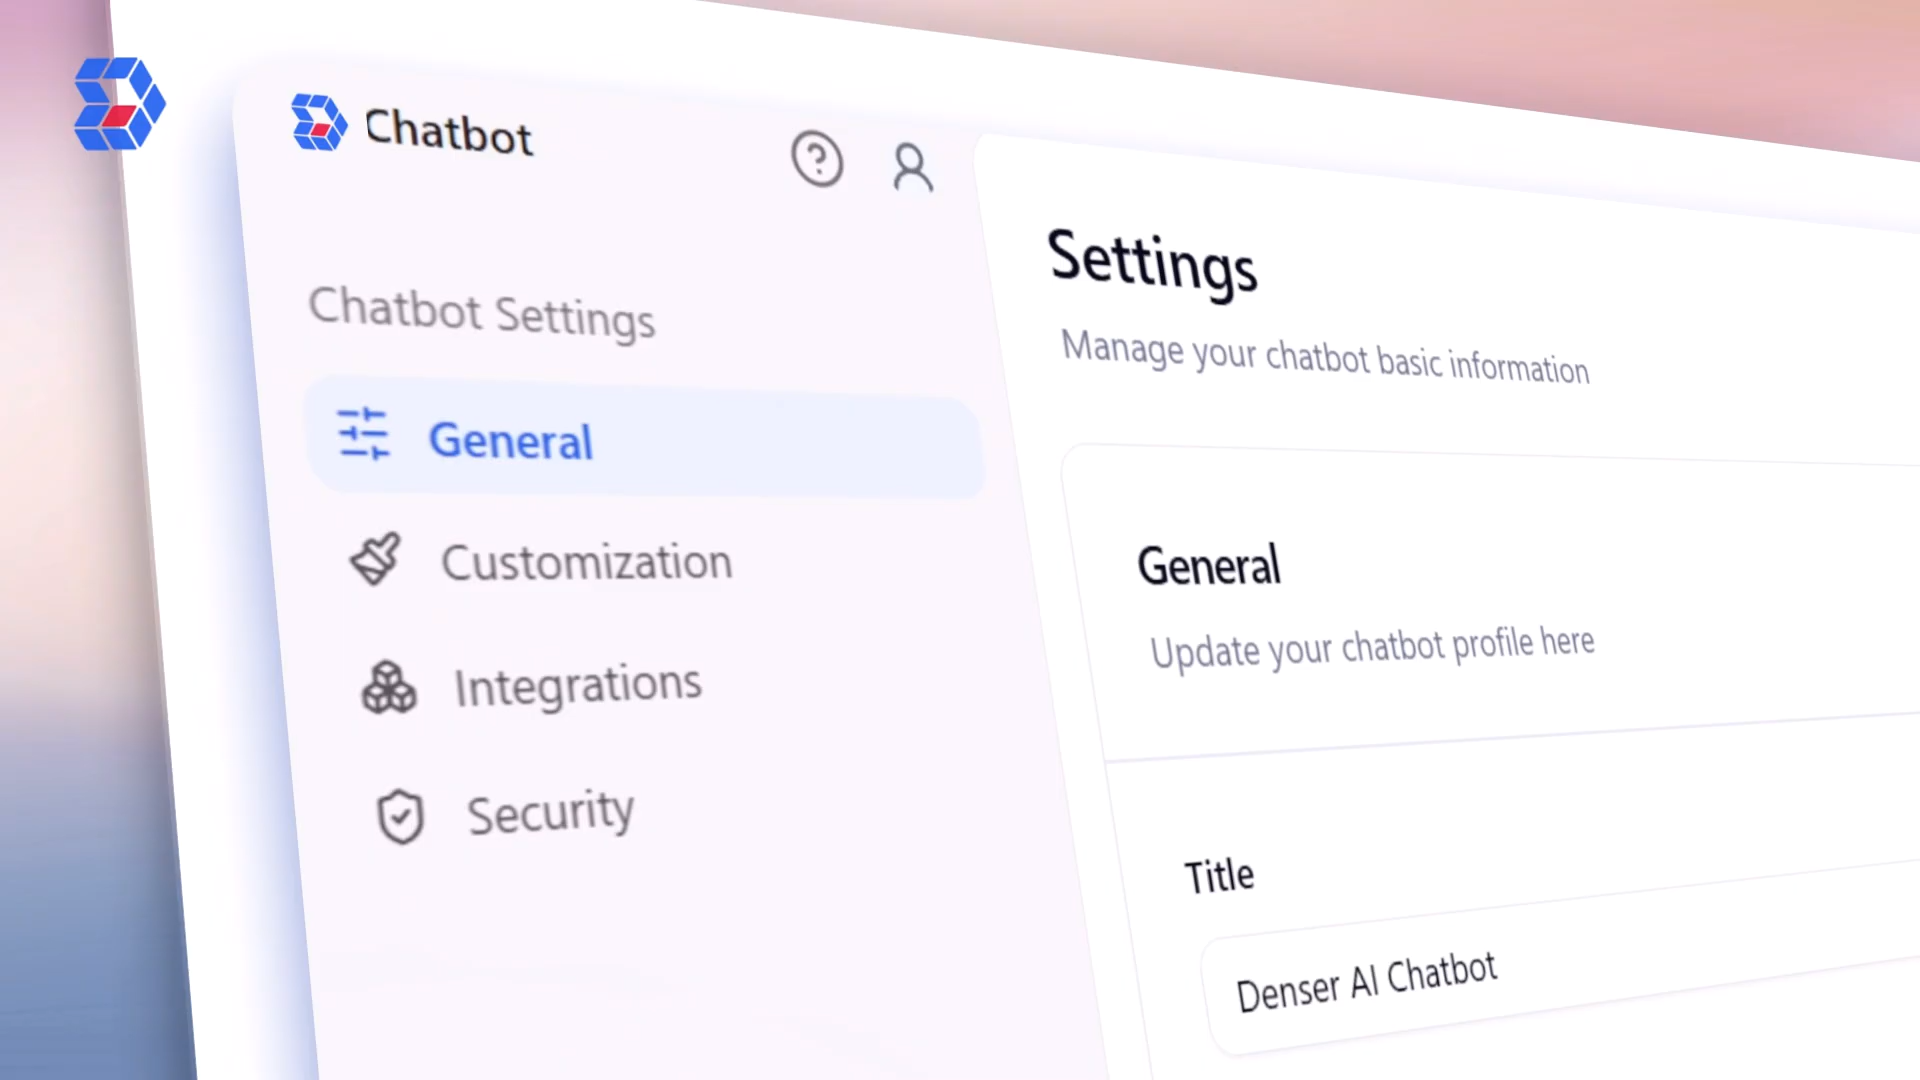 Chatbot
Chatbot Settings
General
Customization
Integrations
Security
Settings
Manage your chatbot basic information
General
Update your chatbot profile here
Title
Denser AI Chatbot